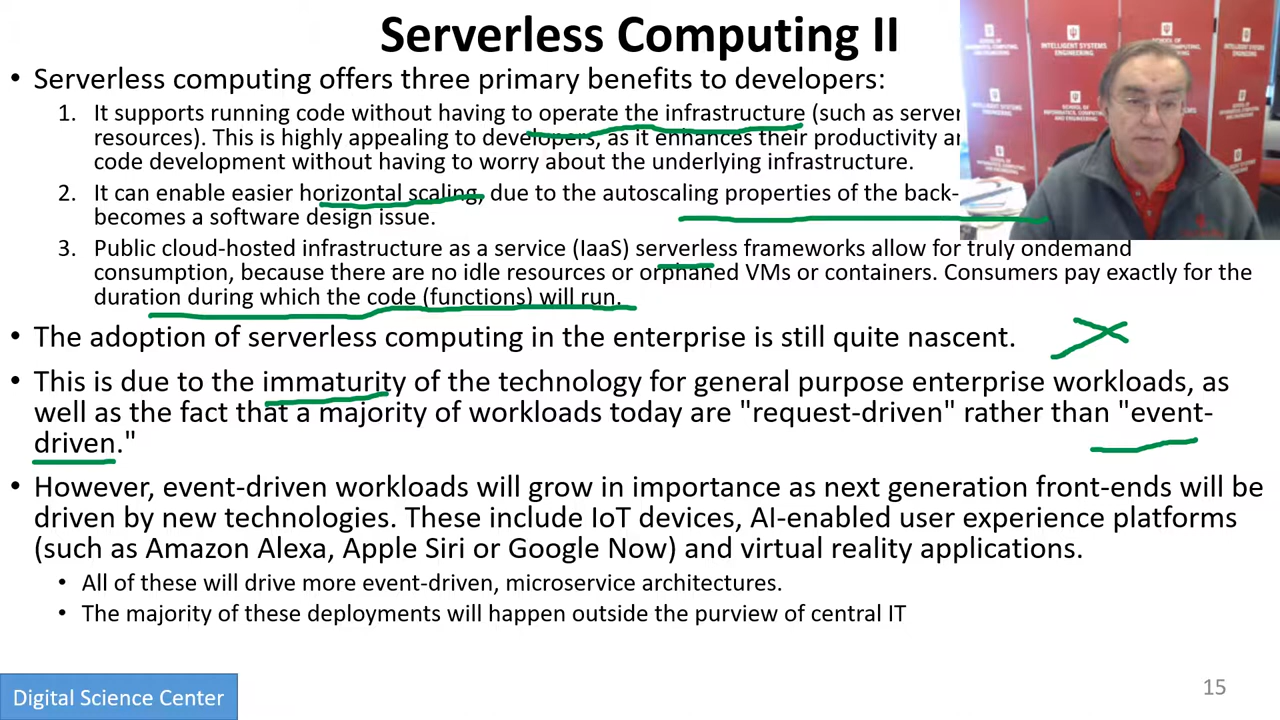 Serverless Computing II
• Serverless computing offers three primary benefits to developers:
1. It supports running code without having to operate the infrastructure (such as server
resources). This is highly appealing to developers, as it enhances their productivity
code development without having to worry about the underlying infrastructure.
2. It can enable easier horizontal scaling, due to the autoscaling properties of the back-
becomes a software design issue.
3. Public cloud-hosted infrastructure as a service (IaaS) serverless frameworks allow for truly ondemand
consumption, because there are no idle resources or orphaned VMs or containers. Consumers pay exactly for the
duration during which the code (functions) will run.
• The adoption of serverless computing in the enterprise is still quite nascent.
• This is due to the immaturity of the technology for general purpose enterprise workloads, as
well as the fact that a majority of workloads today are "request-driven" rather than "event-
driven."
• However, event-driven workloads will grow in importance as next generation front-ends will be
driven by new technologies. These include IoT devices, AI-enabled user experience platforms
(such as Amazon Alexa, Apple Siri or Google Now) and virtual reality applications.
• All of these will drive more event-driven, microservice architectures.
• The majority of these deployments will happen outside the purview of central IT
Digital Science Center
15
INTELLIGENT SYSTEMS
ENGINEERING